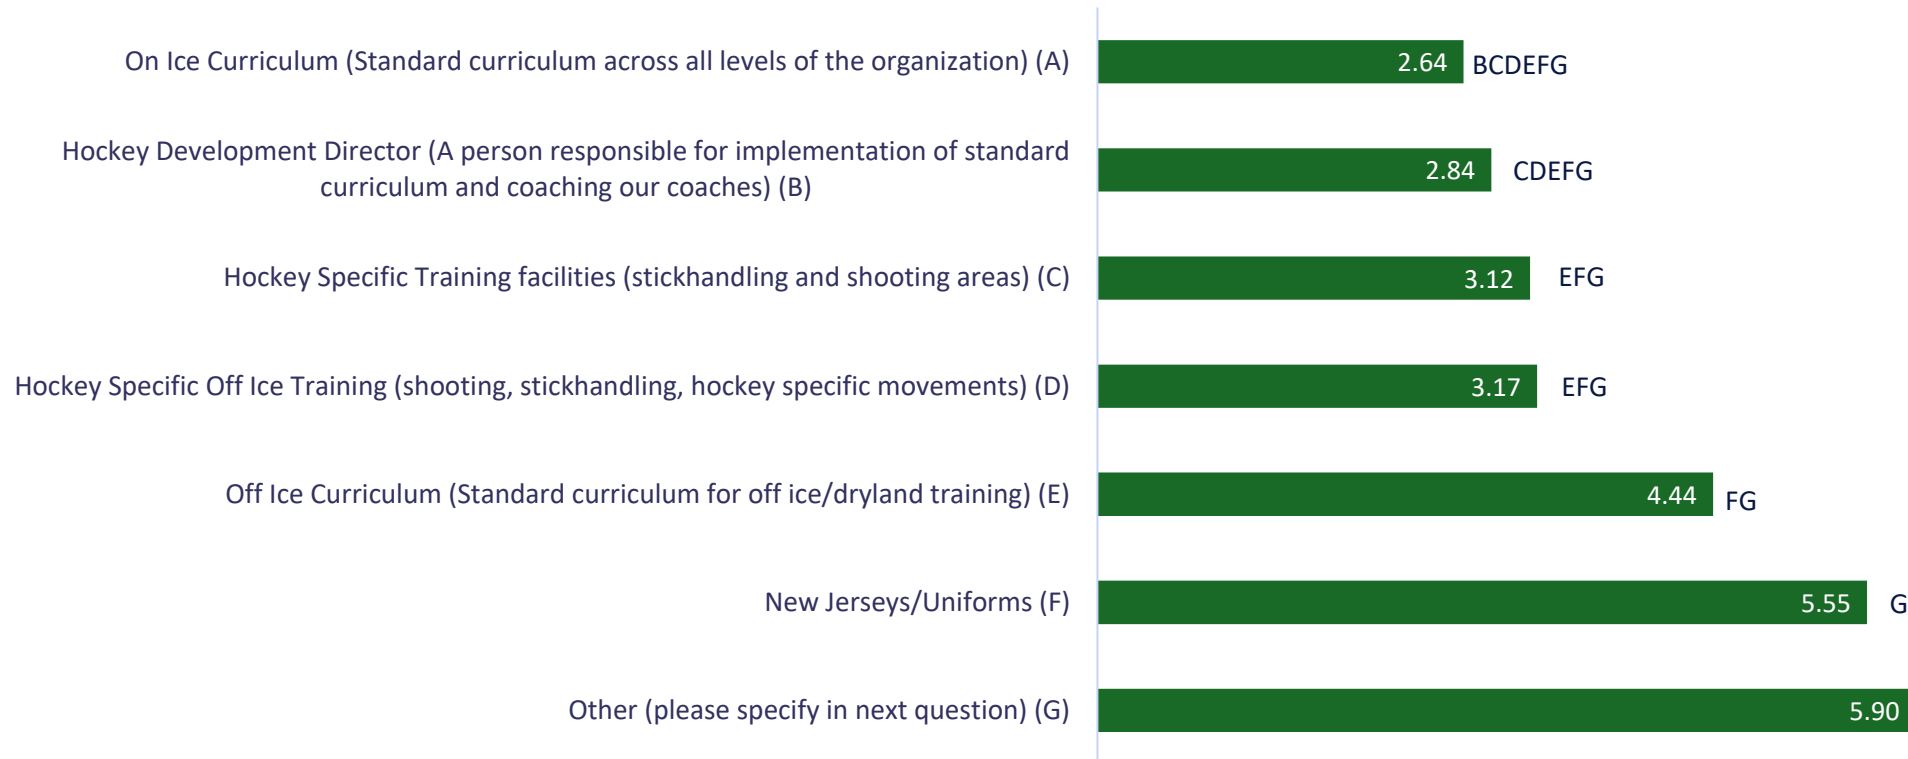 On Ice Curriculum (Standard curriculum across all levels of the organization) (A)
2.64 BCDEFG
Hockey Development Director (A person responsible for implementation of standard
curriculum and coaching our coaches) (B)
2.84 CDEFG
Hockey Specific Training facilities (stickhandling and shooting areas) (C)
3.12 EFG
Hockey Specific Off Ice Training (shooting, stickhandling, hockey specific movements) (D)
3.17 EFG
Off Ice Curriculum (Standard curriculum for off ice/dryland training) (E)
4.44 FG
New Jerseys/Uniforms (F)
5.55 G
Other (please specify in next question) (G)
5.90